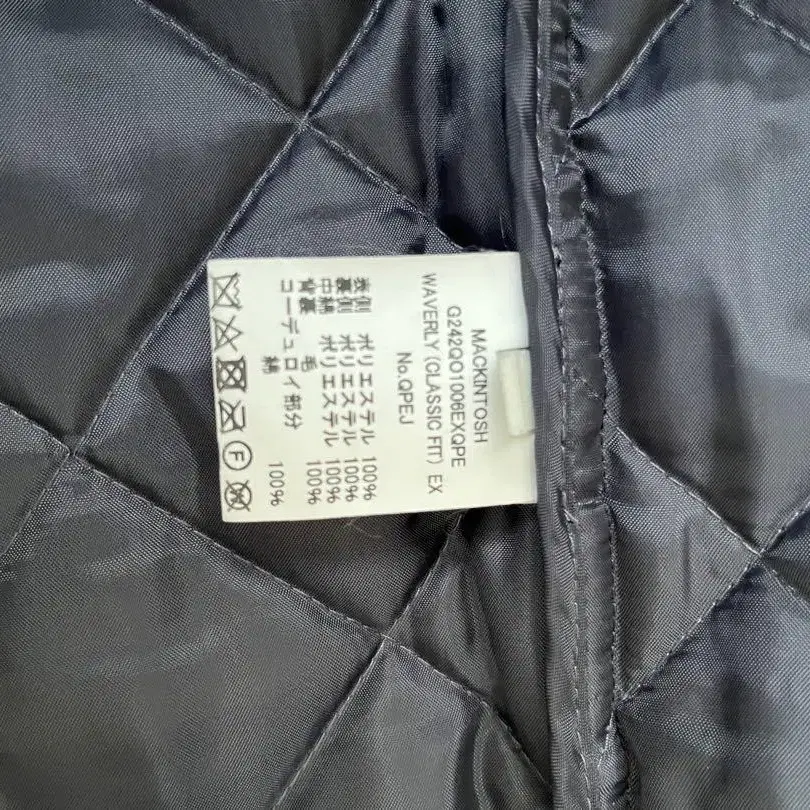 MACKINTOSH
G242QO1006EXQPE
WAVERLY (CLASSIC FIT) EX
No.QPEJ
表側 ポリエステル 100%
裏側 ポリエステル 100%
中綿 ポリエステル 100%
背裏 毛 100%
コーデュロイ部分
綿 100%
F
W